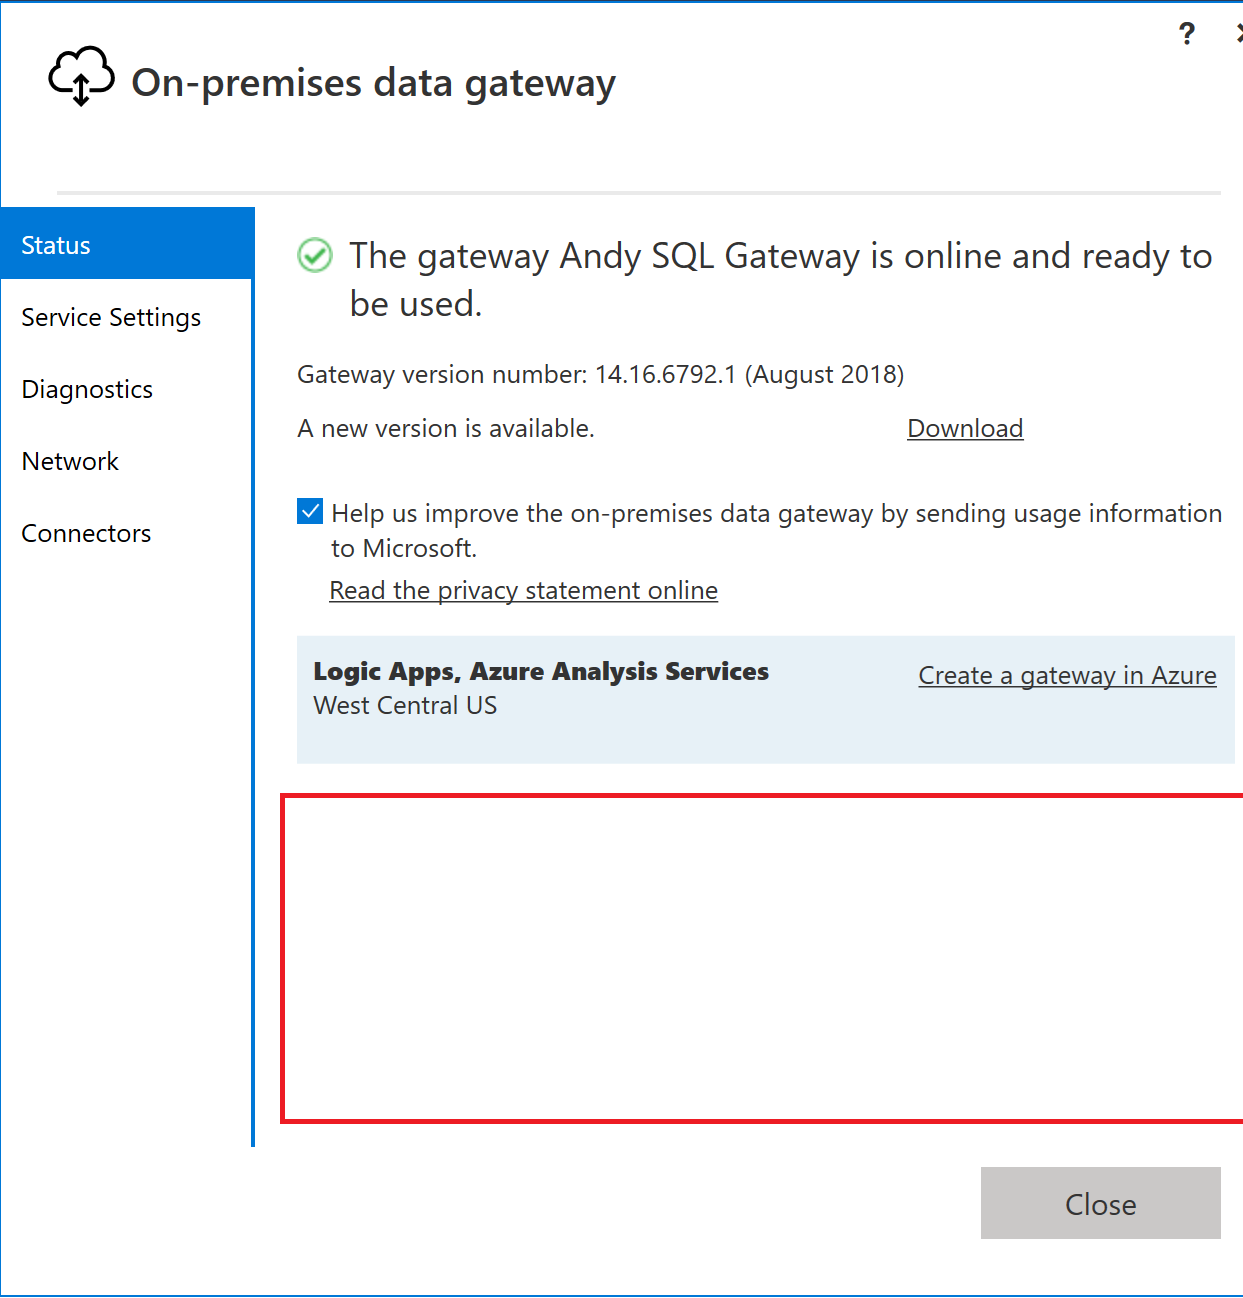 ?
On-premises data gateway
Status
Service Settings
Diagnostics
Network
Connectors
The gateway Andy SQL Gateway is online and ready to
be used.
Gateway version number: 14.16.6792.1 (August 2018)
A new version is available.
Download
Help us improve the on-premises data gateway by sending usage information
to Microsoft.
Read the privacy statement online
Logic Apps, Azure Analysis Services
Create a gateway in Azure
West Central US
Close